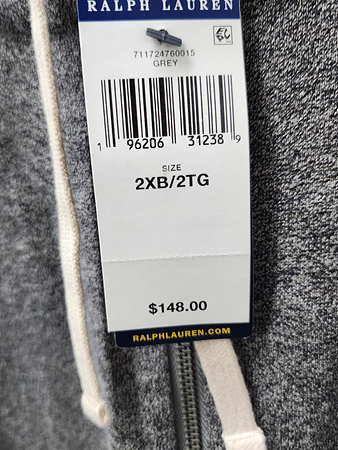 RALPH LAUREN
711724760015
GREY
1 96206 31238 9
SIZE
2XB/2TG
$148.00
RALPHLAUREN.COM